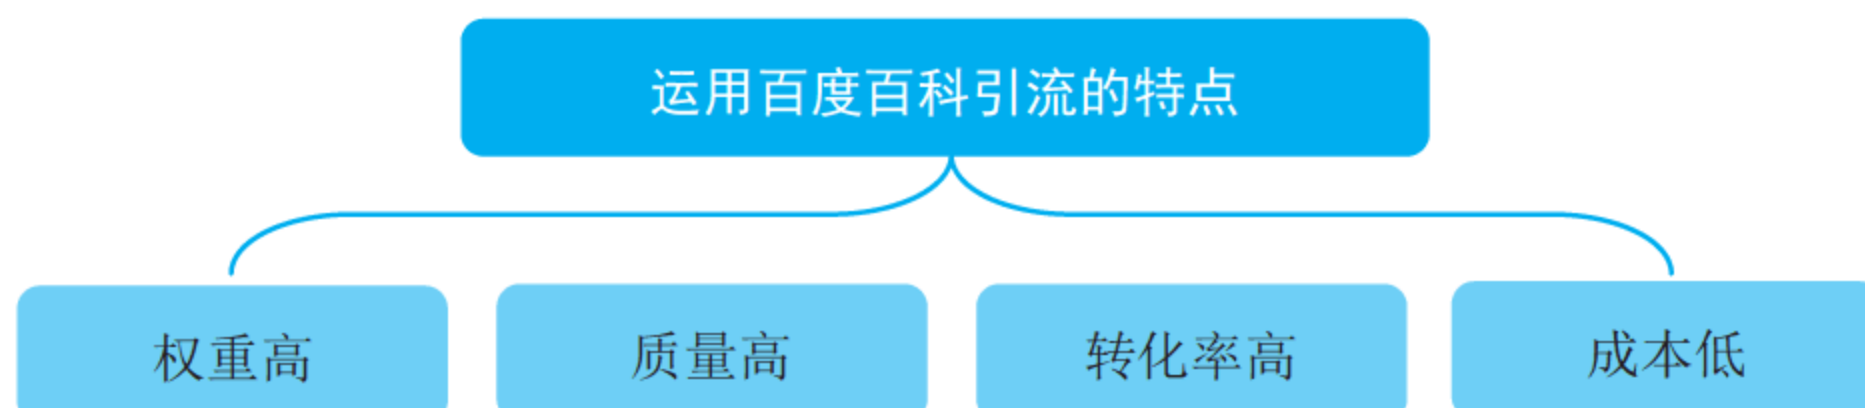 运用百度百科引流的特点
权重高
质量高
转化率高
成本低